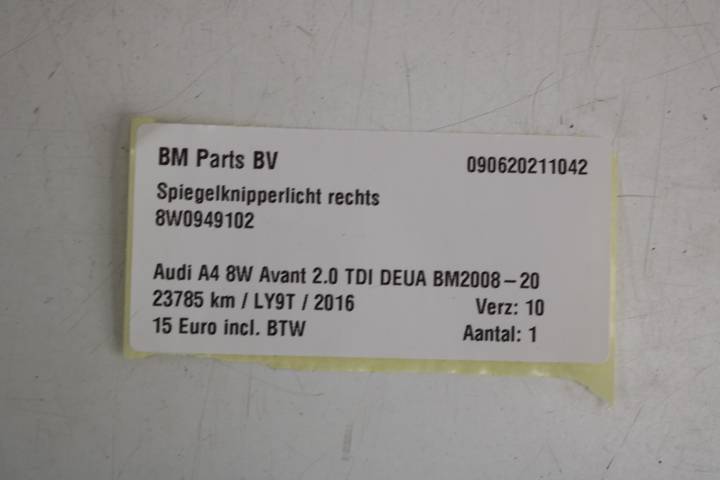 BM Parts BV 090620211042
Spiegelknipperlicht rechts
8W0949102
Audi A4 8W Avant 2.0 TDI DEUA BM2008-20
23785 km / LY9T / 2016 Verz: 10
15 Euro incl. BTW Aantal: 1